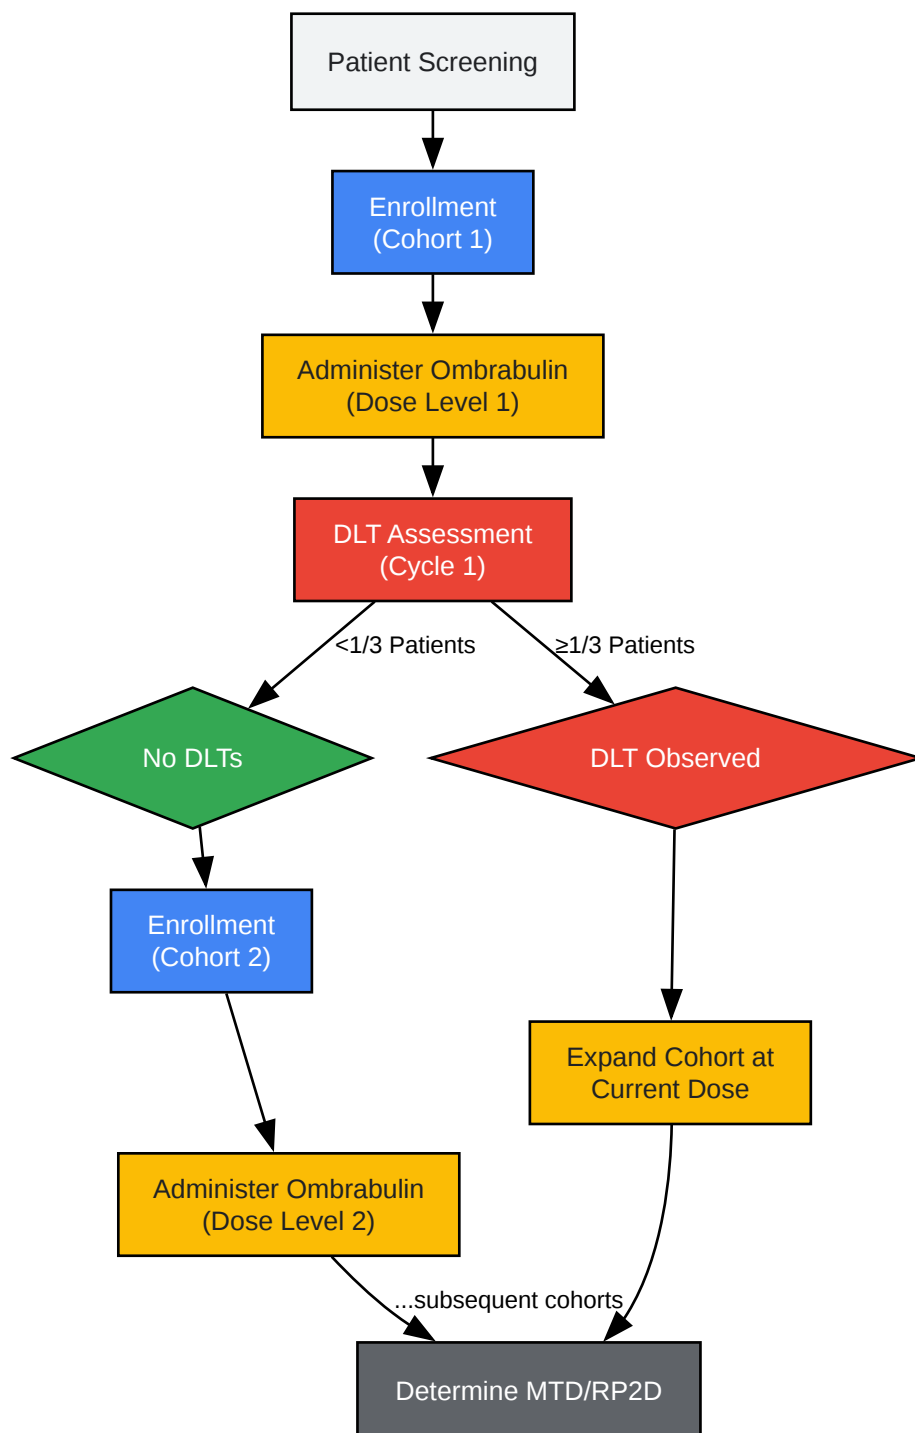 Patient Screening
Enrollment
(Cohort 1)
Administer Ombrabulin
(Dose Level 1)
DLT Assessment
(Cycle 1)
<1/3 Patients
≥1/3 Patients
No DLTs
DLT Observed
Enrollment
(Cohort 2)
Expand Cohort at
Current Dose
Administer Ombrabulin
(Dose Level 2)
...subsequent cohorts
Determine MTD/RP2D